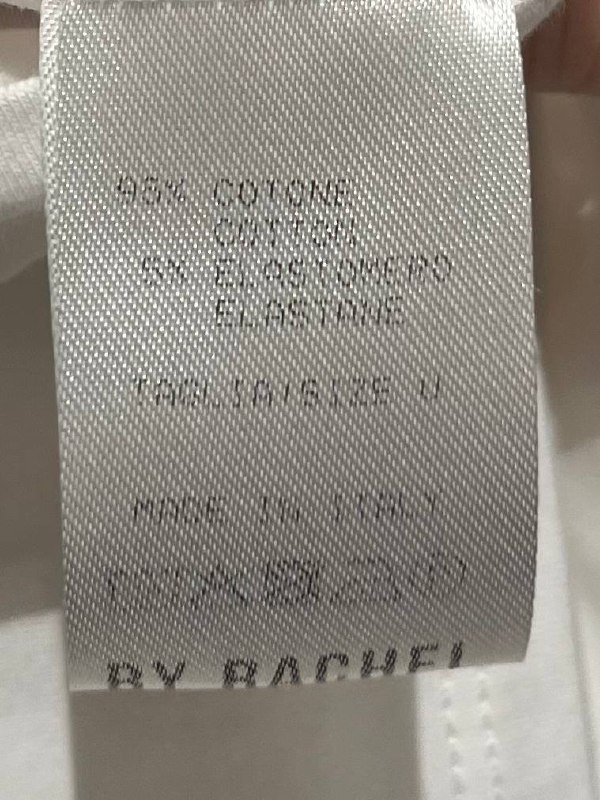 95% COTONE
COTTON
5% ELASTOMERO
ELASTANE
TAGLIA/SIZE U
MADE IN ITALY
BY RACHEL